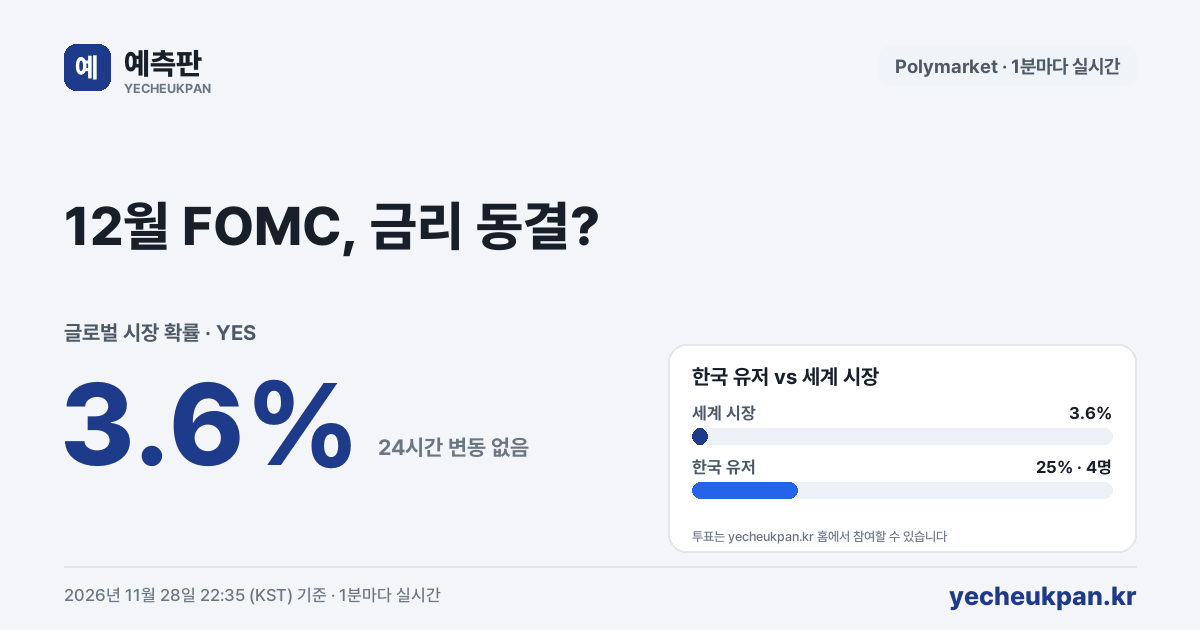 예 예측판
YECHEUKPAN
Polymarket · 1분마다 실시간
12월 FOMC, 금리 동결?
글로벌 시장 확률 · YES
3.6% 24시간 변동 없음
한국 유저 vs 세계 시장
세계 시장 3.6%
한국 유저 25% · 4명
투표는 yecheukpan.kr 홈에서 참여할 수 있습니다
2026년 11월 28일 22:35 (KST) 기준 · 1분마다 실시간
yecheukpan.kr